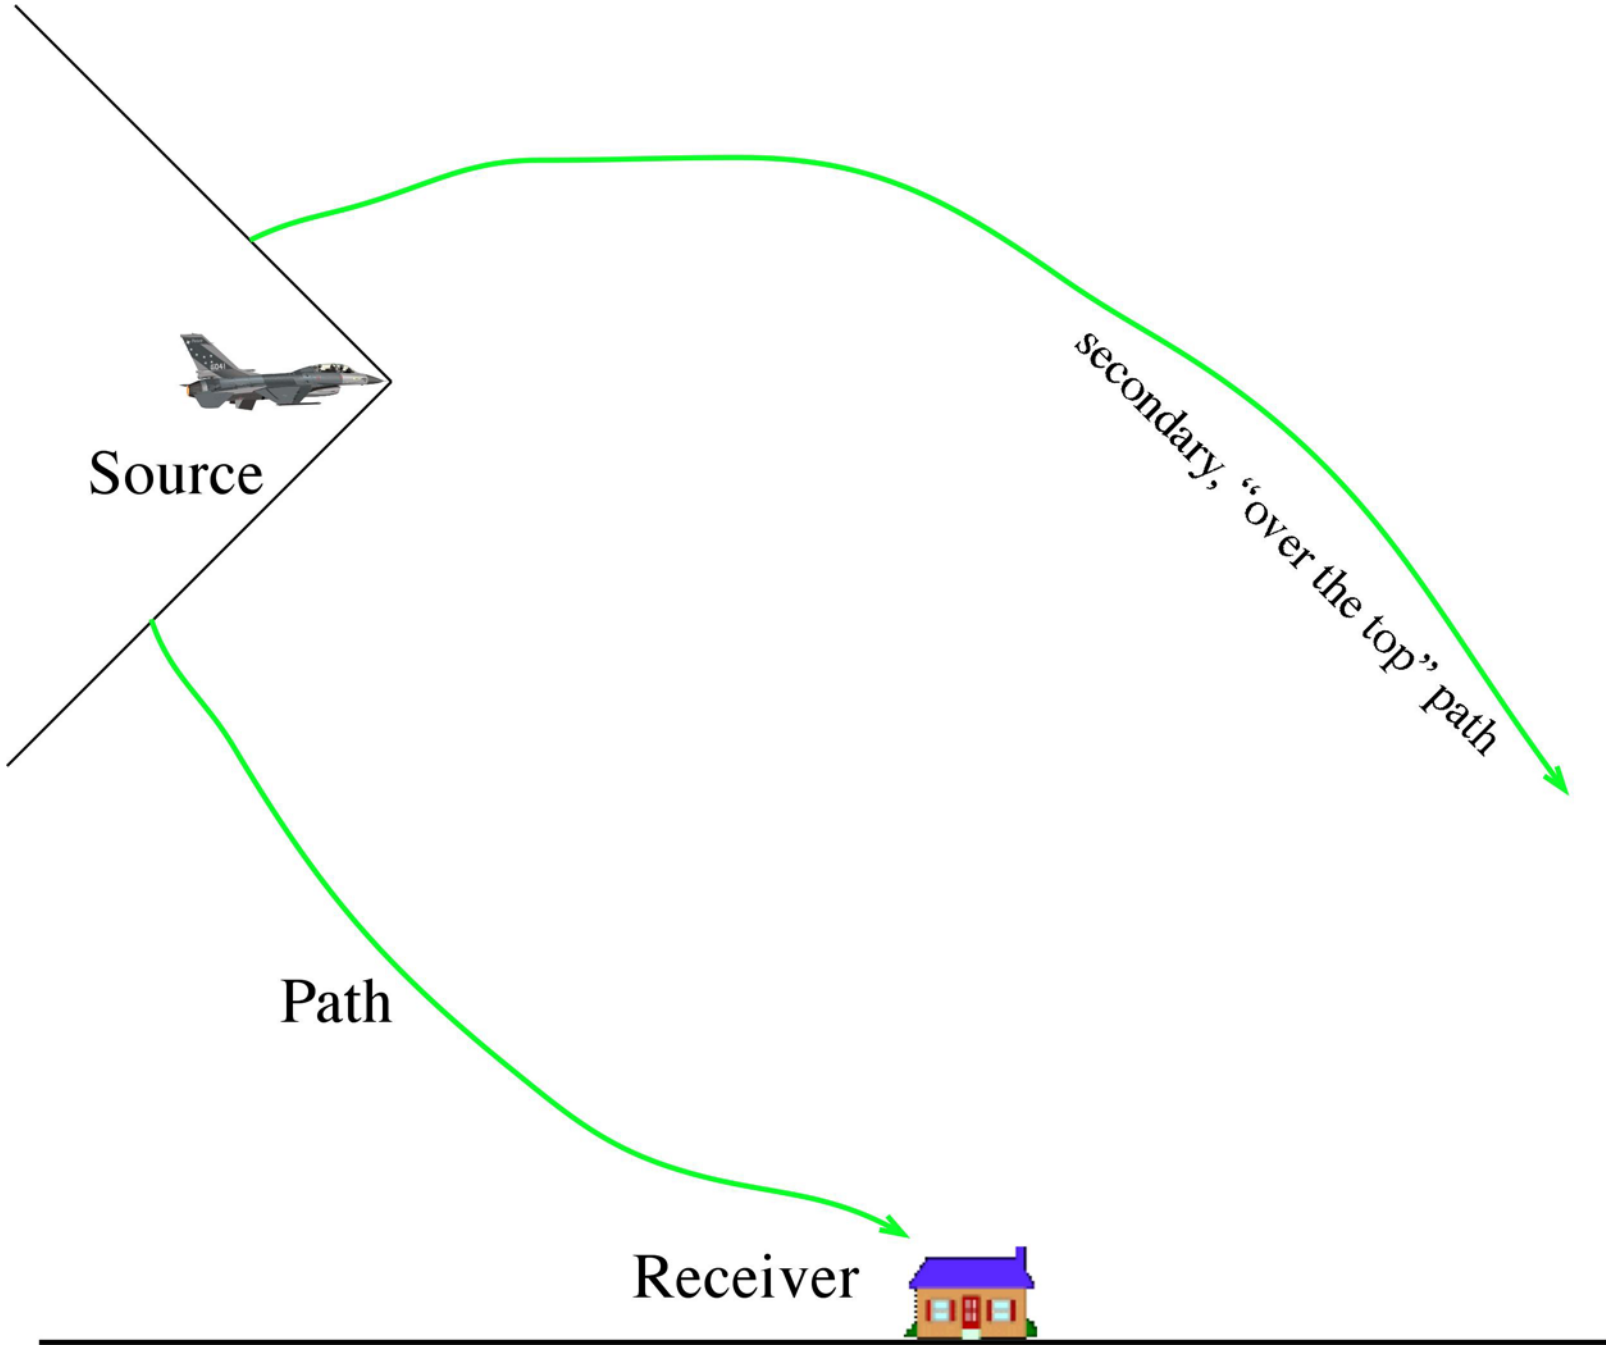 secondary, “over the top” path
Source
Path
Receiver